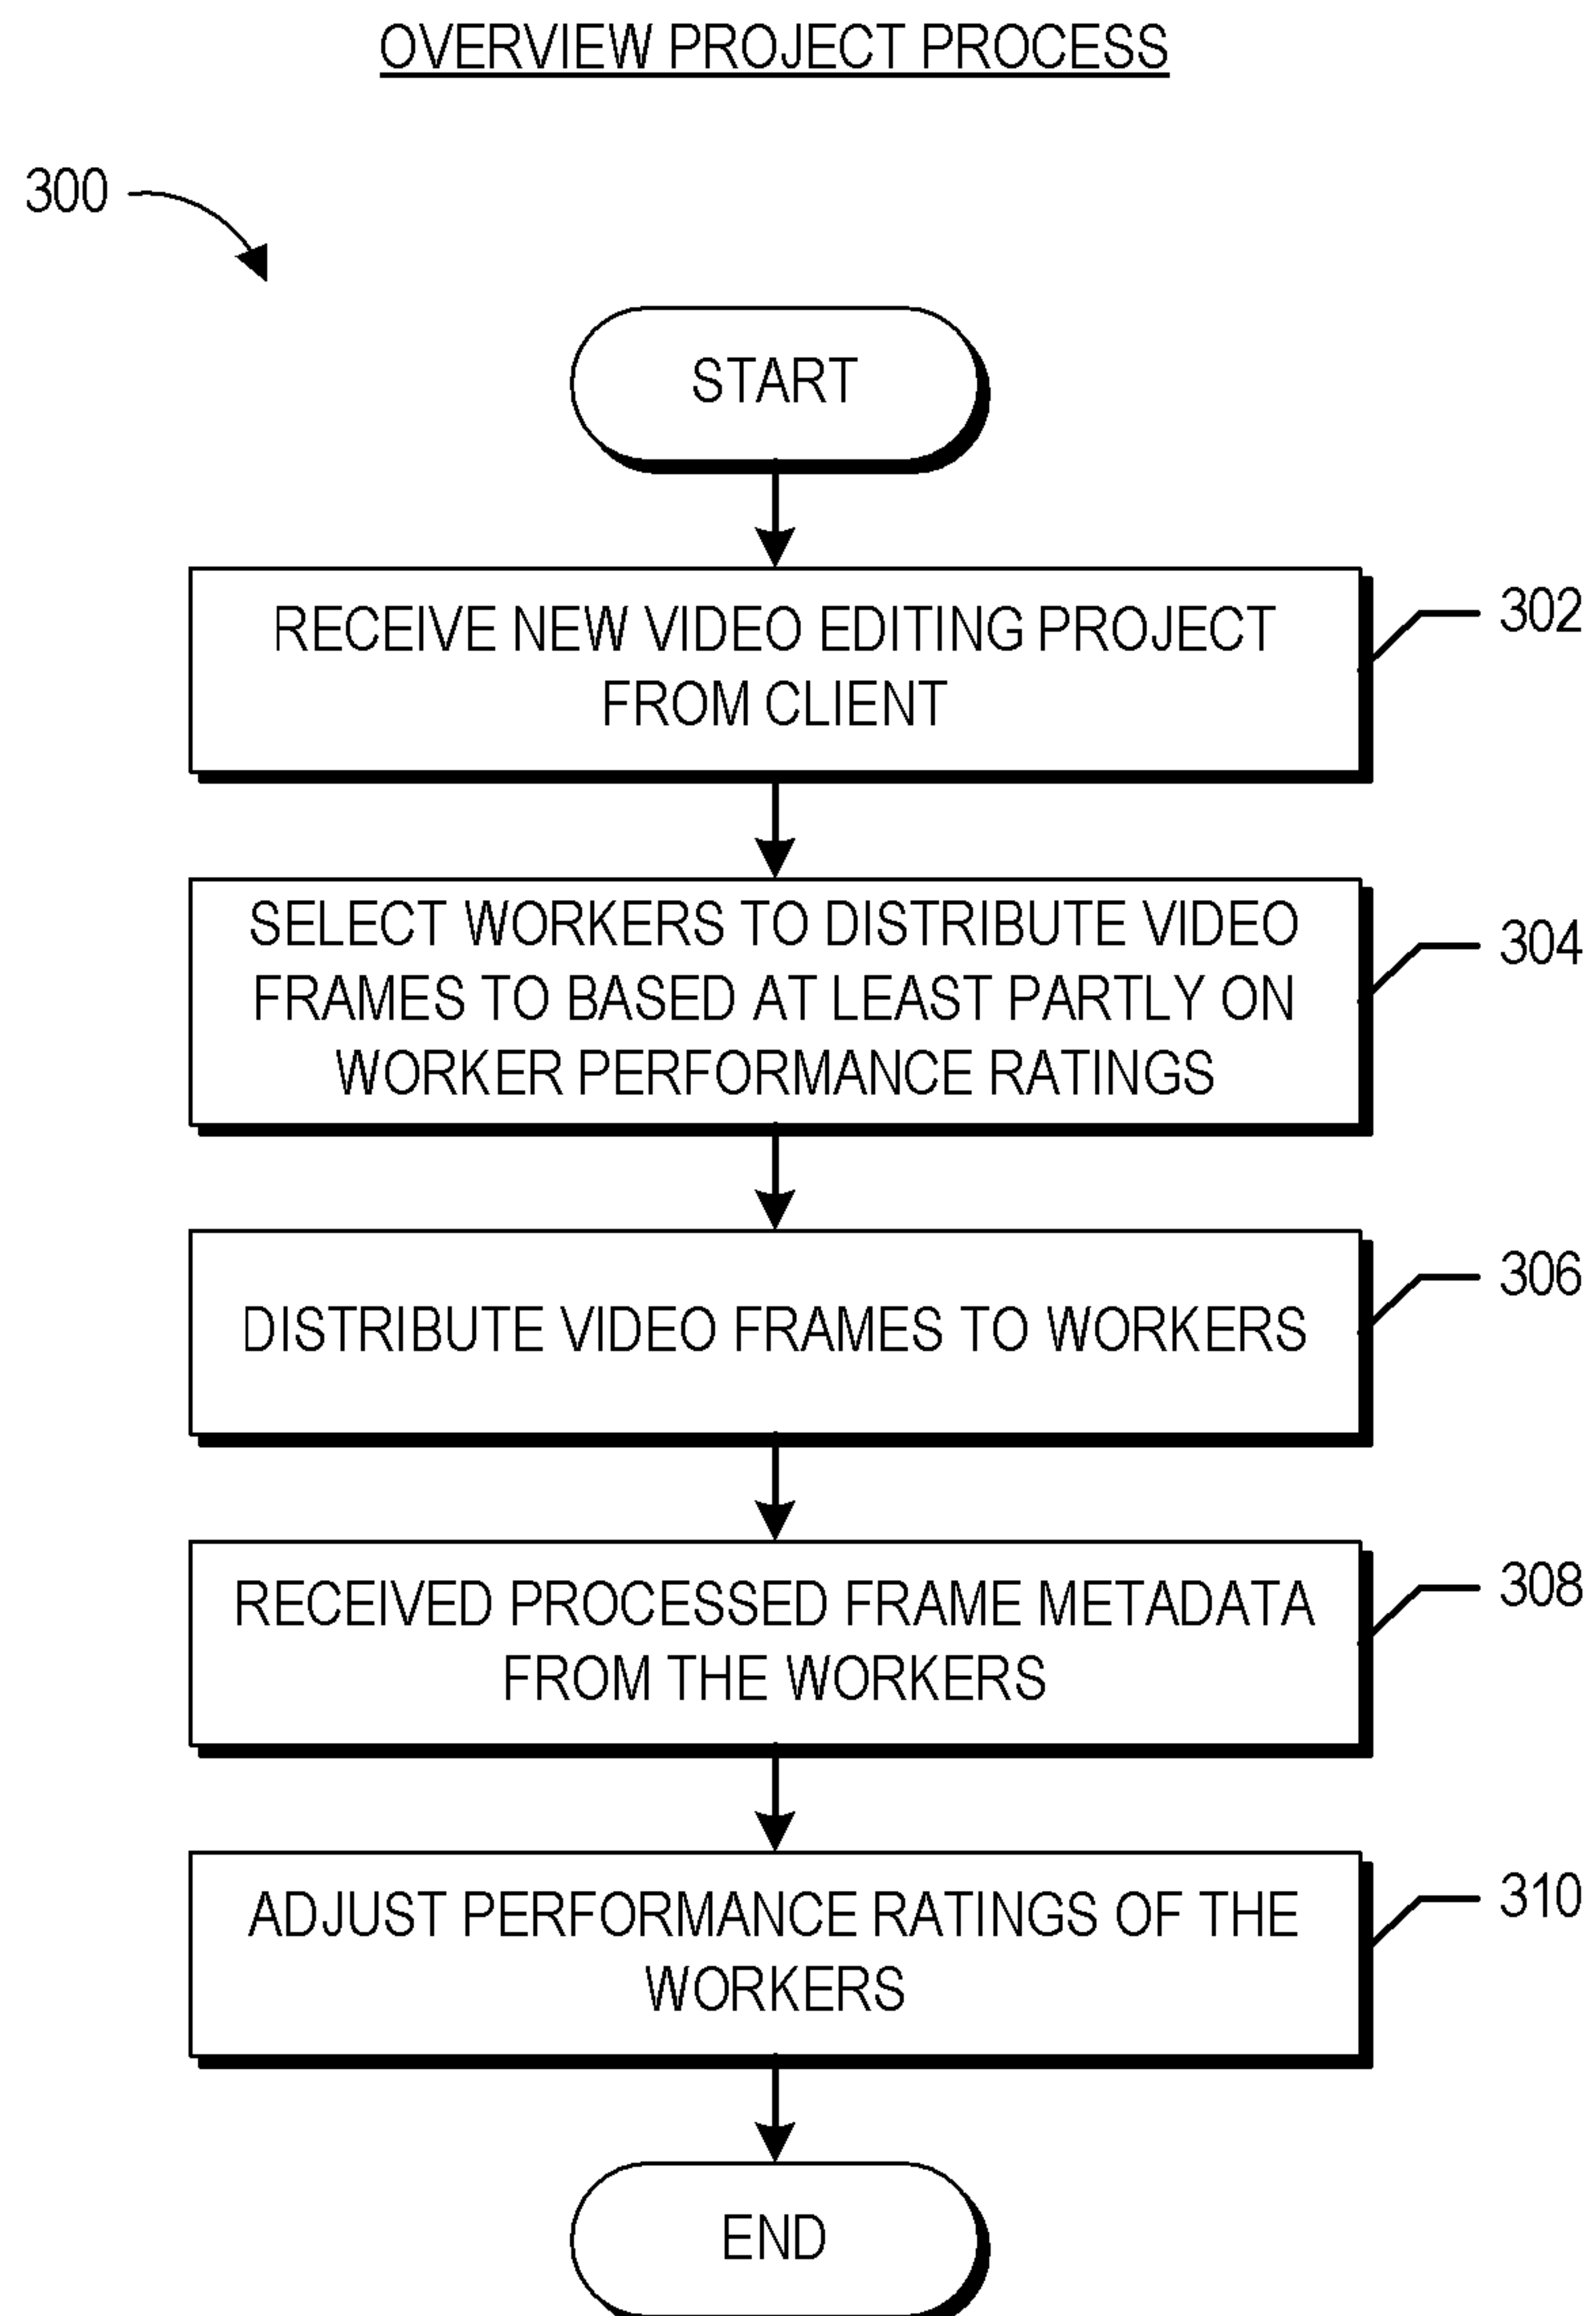 OVERVIEW PROJECT PROCESS
300
START
RECEIVE NEW VIDEO EDITING PROJECT
FROM CLIENT
302
SELECT WORKERS TO DISTRIBUTE VIDEO
FRAMES TO BASED AT LEAST PARTLY ON
WORKER PERFORMANCE RATINGS
304
DISTRIBUTE VIDEO FRAMES TO WORKERS
306
RECEIVED PROCESSED FRAME METADATA
FROM THE WORKERS
308
ADJUST PERFORMANCE RATINGS OF THE
WORKERS
310
END